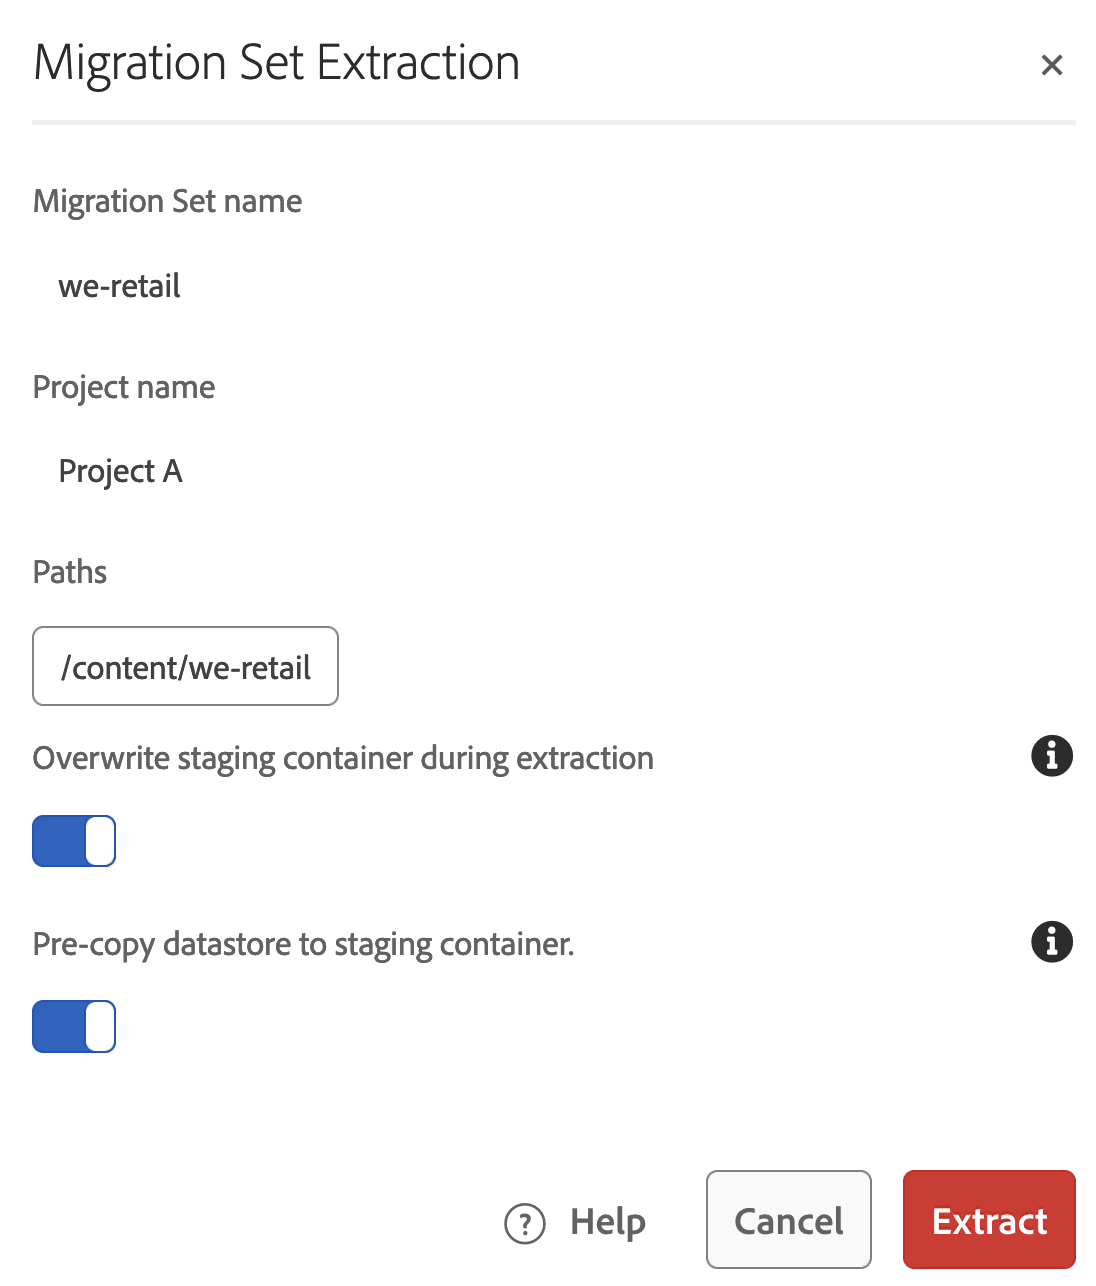 Migration Set Extraction
Migration Set name
we-retail
Project name
Project A
Paths
/content/we-retail
Overwrite staging container during extraction
Pre-copy datastore to staging container.
Help
Cancel
Extract